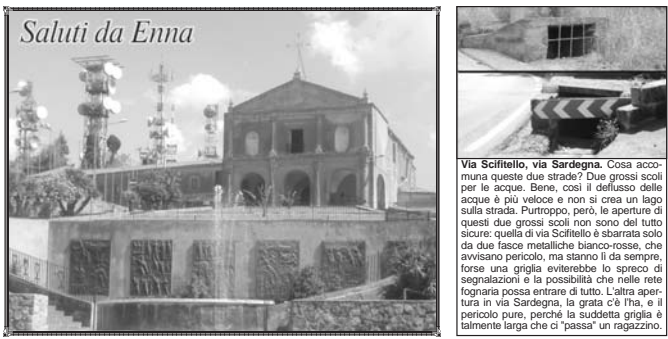 Saluti da Enna
Via Scifitello, via Sardegna. Cosa acco-
muna queste due strade? Due grossi scoli
per le acque. Bene, così il deflusso delle
acque è più veloce e non si crea un lago
sulla strada. Purtroppo, però, le aperture di
questi due grossi scoli non sono del tutto
sicure: quella di via Scifitello è sbarrata solo
da due fasce metalliche bianco-rosse, che
avvisano pericolo, ma stanno lì da sempre,
forse una griglia eviterebbe lo spreco di
segnalazioni e la possibilità che nelle rete
fognaria possa entrare di tutto. L'altra aper-
tura in via Sardegna, la grata c'è l'ha, e il
pericolo pure, perché la suddetta griglia è
talmente larga che ci "passa" un ragazzino.